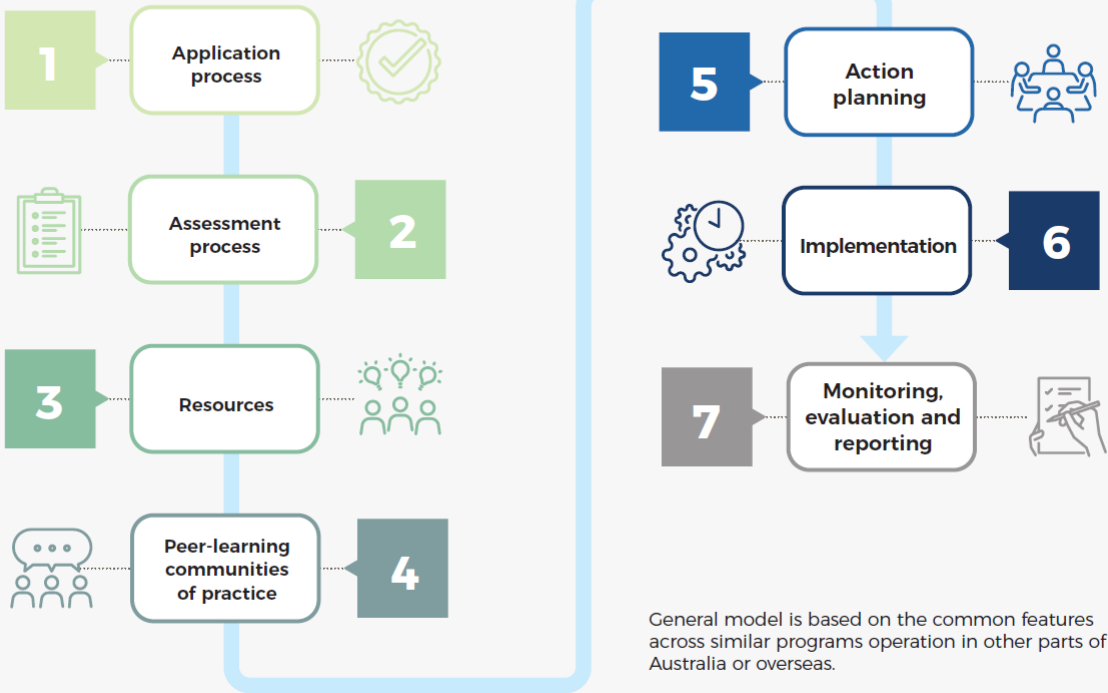 1
Application
process
Assessment
process
2
3
Resources
Peer-learning
communities
of practice
4
5
Action
planning
Implementation
6
7
Monitoring,
evaluation and
reporting
General model is based on the common features
across similar programs operation in other parts of
Australia or overseas.